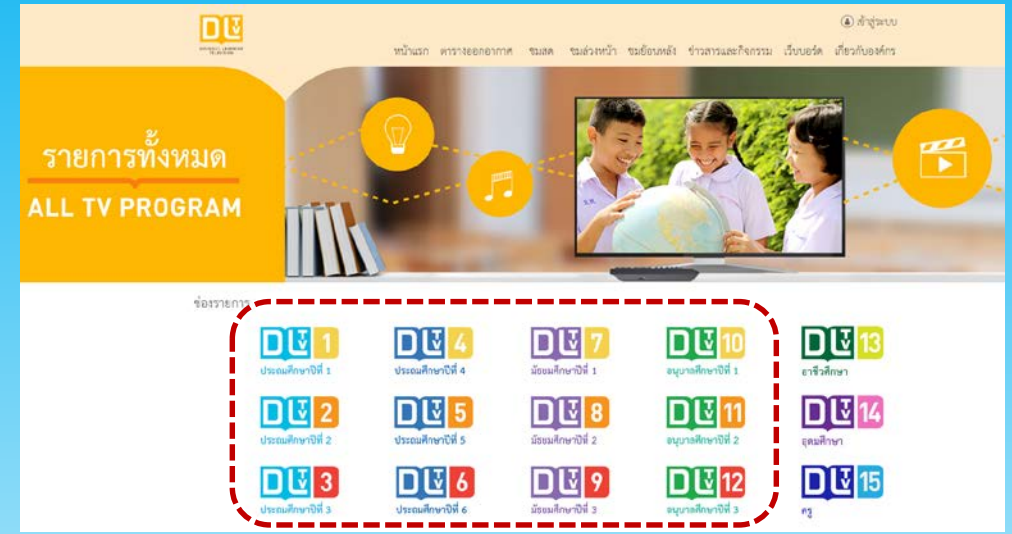 DLTV
เข้าสู่ระบบ
หน้าแรก ตารางออกอากาศ ชมสด ชมล่วงหน้า ชมย้อนหลัง ข่าวสารและกิจกรรม เว็บบอร์ด เกี่ยวกับองค์กร
รายการทั้งหมด
ALL TV PROGRAM
ช่องรายการ
DLTV 1 DLTV 4 DLTV 7 DLTV 10 DLTV 13
ประถมศึกษาปีที่ 1 ประถมศึกษาปีที่ 4 มัธยมศึกษาปีที่ 1 อนุบาลศึกษาปีที่ 1 อาชีวศึกษา
DLTV 2 DLTV 5 DLTV 8 DLTV 11 DLTV 14
ประถมศึกษาปีที่ 2 ประถมศึกษาปีที่ 5 มัธยมศึกษาปีที่ 2 อนุบาลศึกษาปีที่ 2 อุดมศึกษา
DLTV 3 DLTV 6 DLTV 9 DLTV 12 DLTV 15
ประถมศึกษาปีที่ 3 ประถมศึกษาปีที่ 6 มัธยมศึกษาปีที่ 3 อนุบาลศึกษาปีที่ 3 ครู